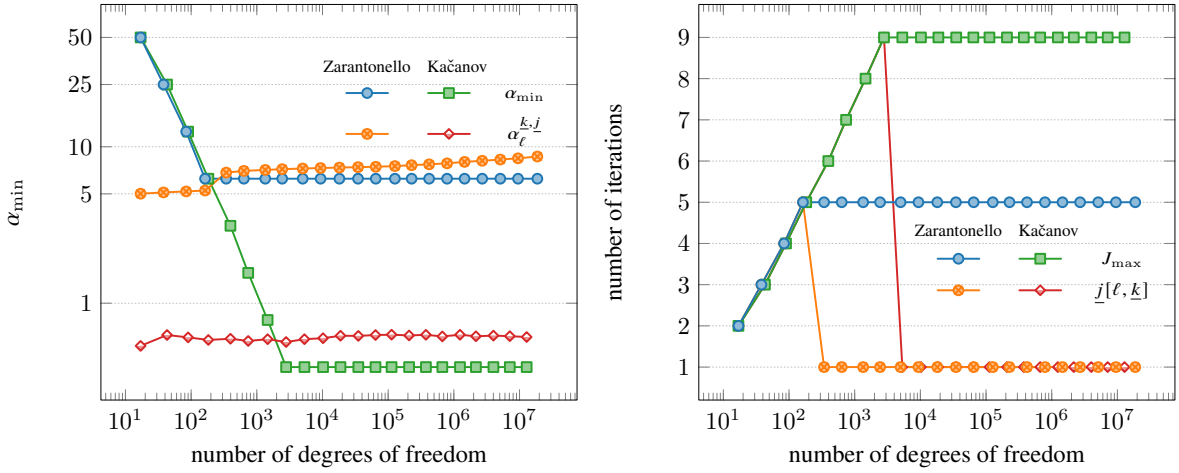 50
25
10
5
1
α_min
Zarantonello Kačanov
α_min
α_ℓ^{k̲,j̲}
10^1 10^2 10^3 10^4 10^5 10^6 10^7
number of degrees of freedom
9
8
7
6
5
4
3
2
1
number of iterations
Zarantonello Kačanov
J_max
j̲[ℓ, k̲]
10^1 10^2 10^3 10^4 10^5 10^6 10^7
number of degrees of freedom